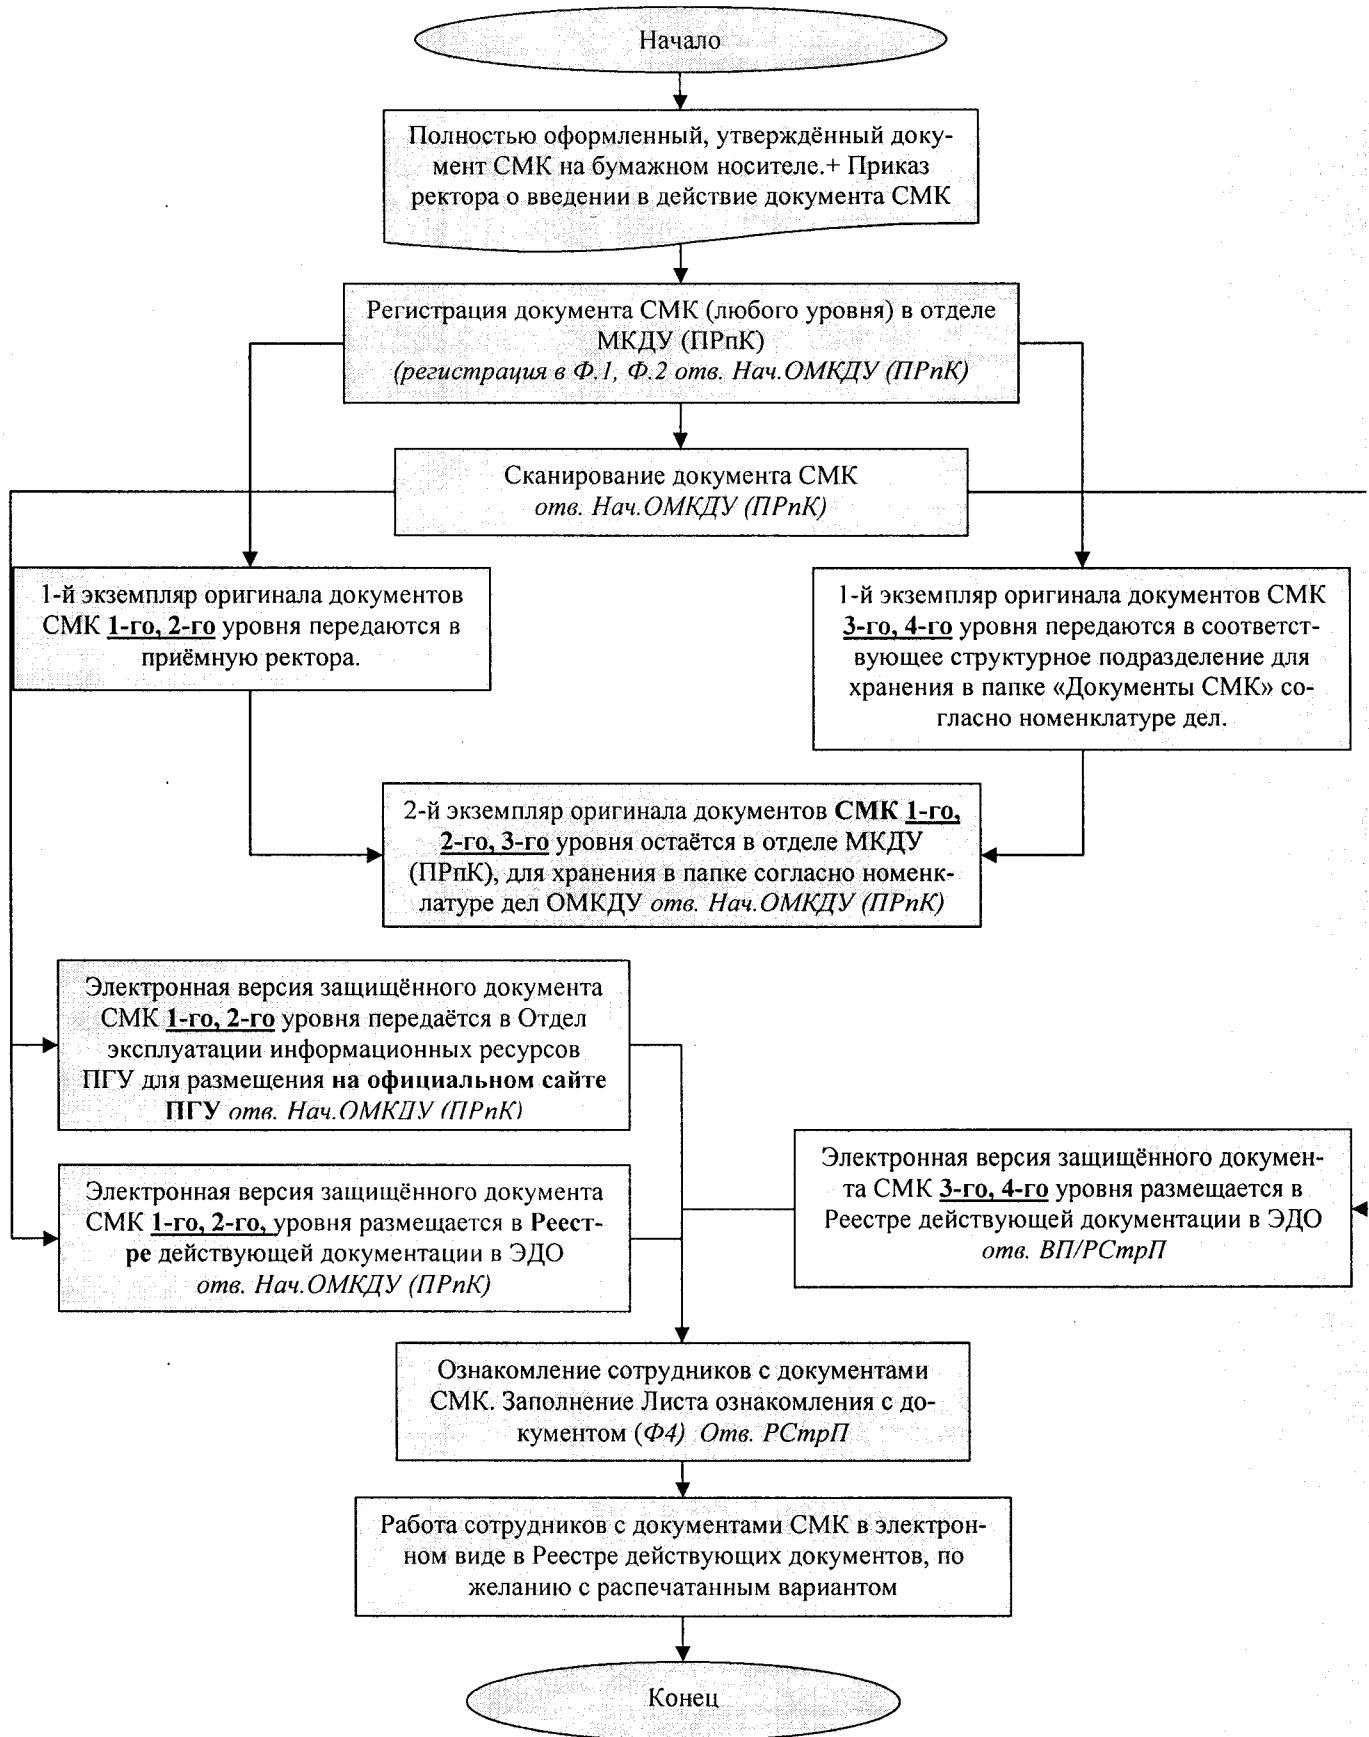 Начало
Полностью оформленный, утверждённый доку-
мент СМК на бумажном носителе.+ Приказ
ректора о введении в действие документа СМК
Регистрация документа СМК (любого уровня) в отделе
МКДУ (ПРпК)
(регистрация в Ф.1, Ф.2 отв. Нач.ОМКДУ (ПРпК)
Сканирование документа СМК
отв. Нач.ОМКДУ (ПРпК)
1-й экземпляр оригинала документов
СМК 1-го, 2-го уровня передаются в
приёмную ректора.
1-й экземпляр оригинала документов СМК
3-го, 4-го уровня передаются в соответст-
вующее структурное подразделение для
хранения в папке «Документы СМК» со-
гласно номенклатуре дел.
2-й экземпляр оригинала документов СМК 1-го,
2-го, 3-го уровня остаётся в отделе МКДУ
(ПРпК), для хранения в папке согласно номенк-
латуре дел ОМКДУ отв. Нач.ОМКДУ (ПРпК)
Электронная версия защищённого документа
СМК 1-го, 2-го уровня передаётся в Отдел
эксплуатации информационных ресурсов
ПГУ для размещения на официальном сайте
ПГУ отв. Нач.ОМКДУ (ПРпК)
Электронная версия защищённого докумен-
та СМК 3-го, 4-го уровня размещается в
Реестре действующей документации в ЭДО
отв. ВП/РСтрП
Электронная версия защищённого документа
СМК 1-го, 2-го, уровня размещается в Реест-
ре действующей документации в ЭДО
отв. Нач.ОМКДУ (ПРпК)
Ознакомление сотрудников с документами
СМК. Заполнение Листа ознакомления с до-
кументом (Ф4) Отв. РСтрП
Работа сотрудников с документами СМК в электрон-
ном виде в Реестре действующих документов, по
желанию с распечатанным вариантом
Конец